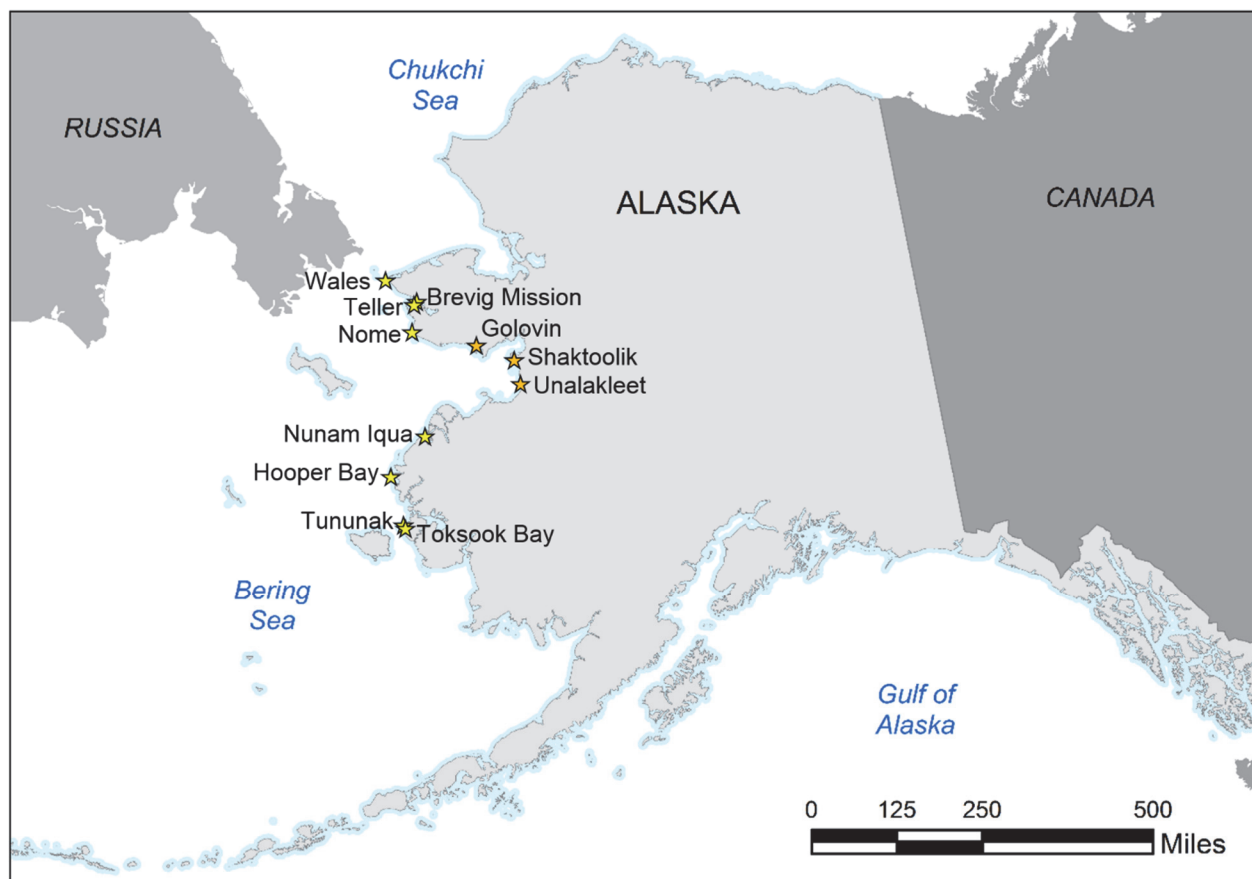 Chukchi
Sea
RUSSIA
ALASKA
CANADA
Wales
Brevig Mission
Teller
Nome
Golovin
Shaktoolik
Unalakleet
Nunam Iqua
Hooper Bay
Tununak
Toksook Bay
Bering
Sea
Gulf of
Alaska
0 125 250 500
Miles